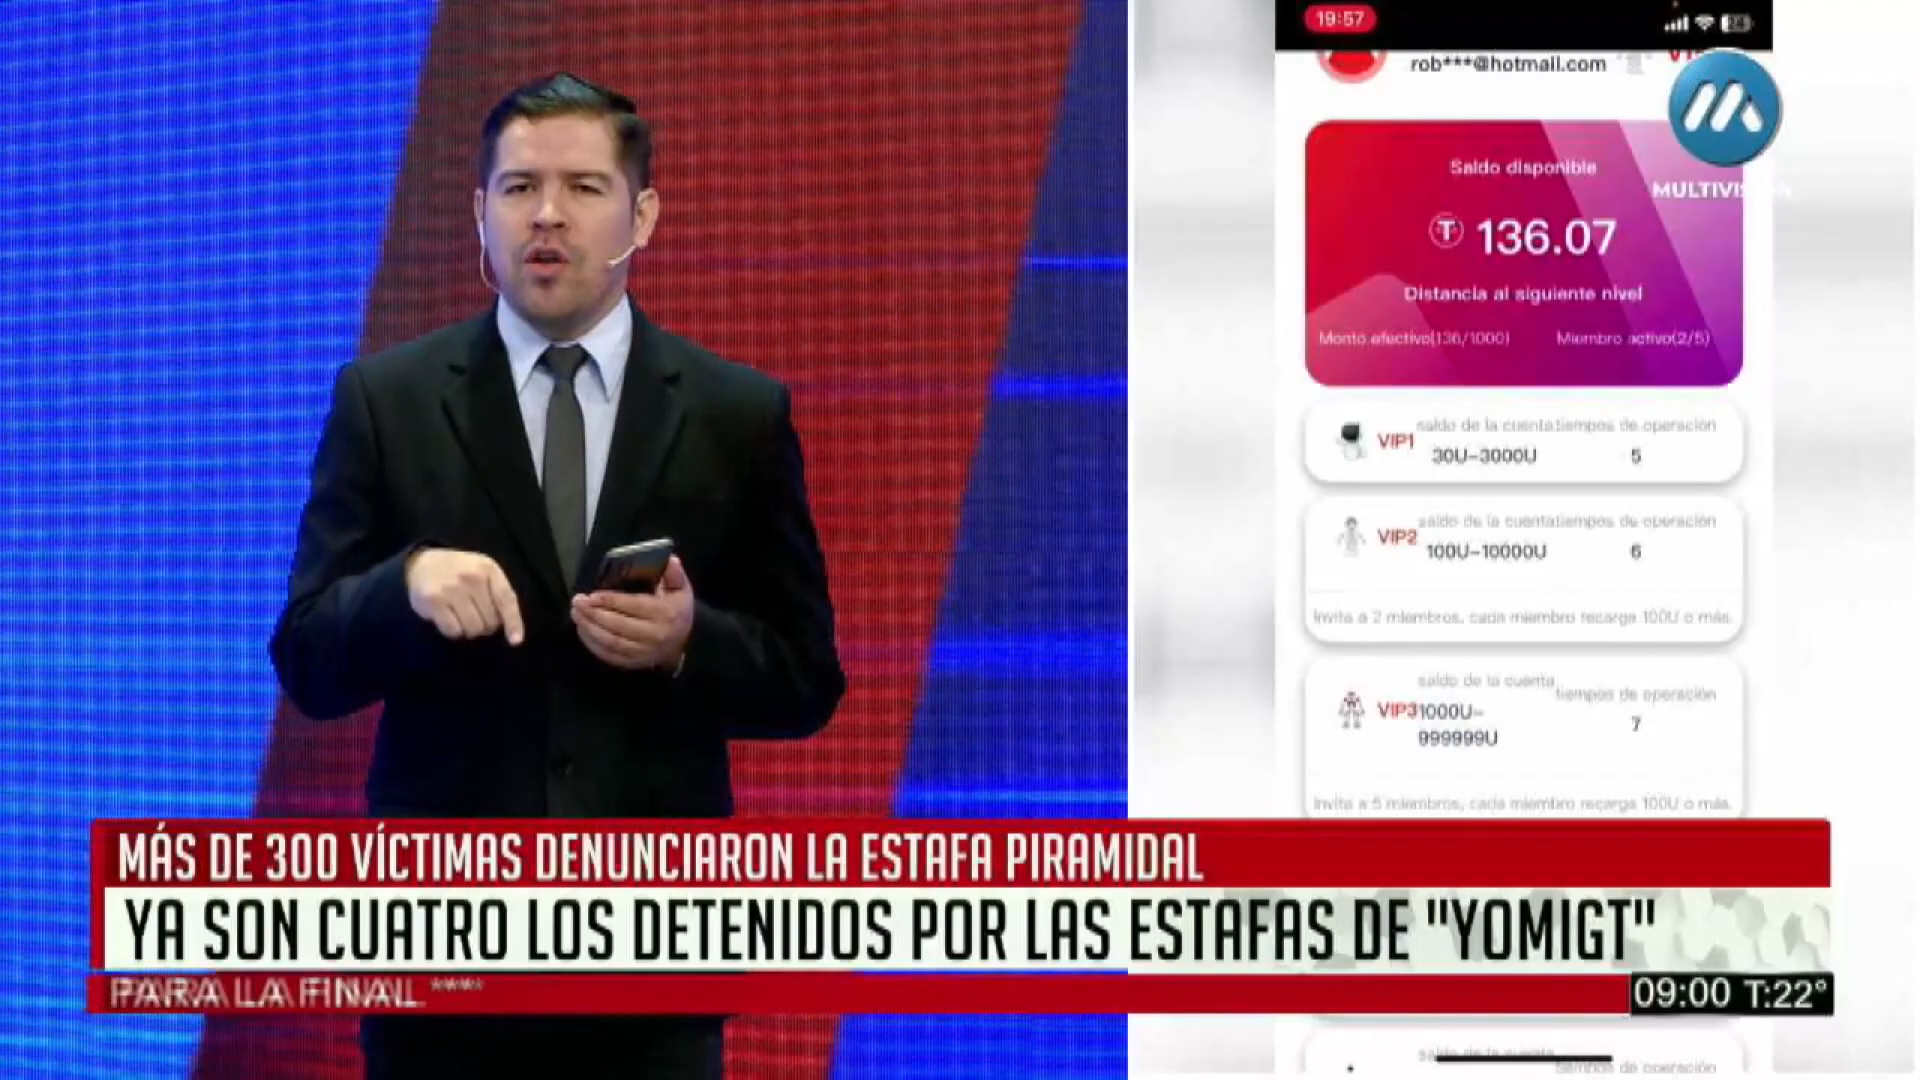 19:57
rob***@hotmail.com
MULTIVISIÓN
Saldo disponible
136.07
Distancia al siguiente nivel
Monto efectivo(136/1000) Miembro activo(2/5)
saldo de la cuenta tiempos de operación
VIP1 30U-3000U 5
saldo de la cuenta tiempos de operación
VIP2 100U-10000U 6
Invita a 2 miembros, cada miembro recarga 100U o más.
saldo de la cuenta tiempos de operación
VIP3 1000U-
999999U 7
Invita a 5 miembros, cada miembro recarga 100U o más.
MÁS DE 300 VÍCTIMAS DENUNCIARON LA ESTAFA PIRAMIDAL
YA SON CUATRO LOS DETENIDOS POR LAS ESTAFAS DE "YOMIGT"
PARA LA FINAL ****
09:00 T:22°
tiempos de operación